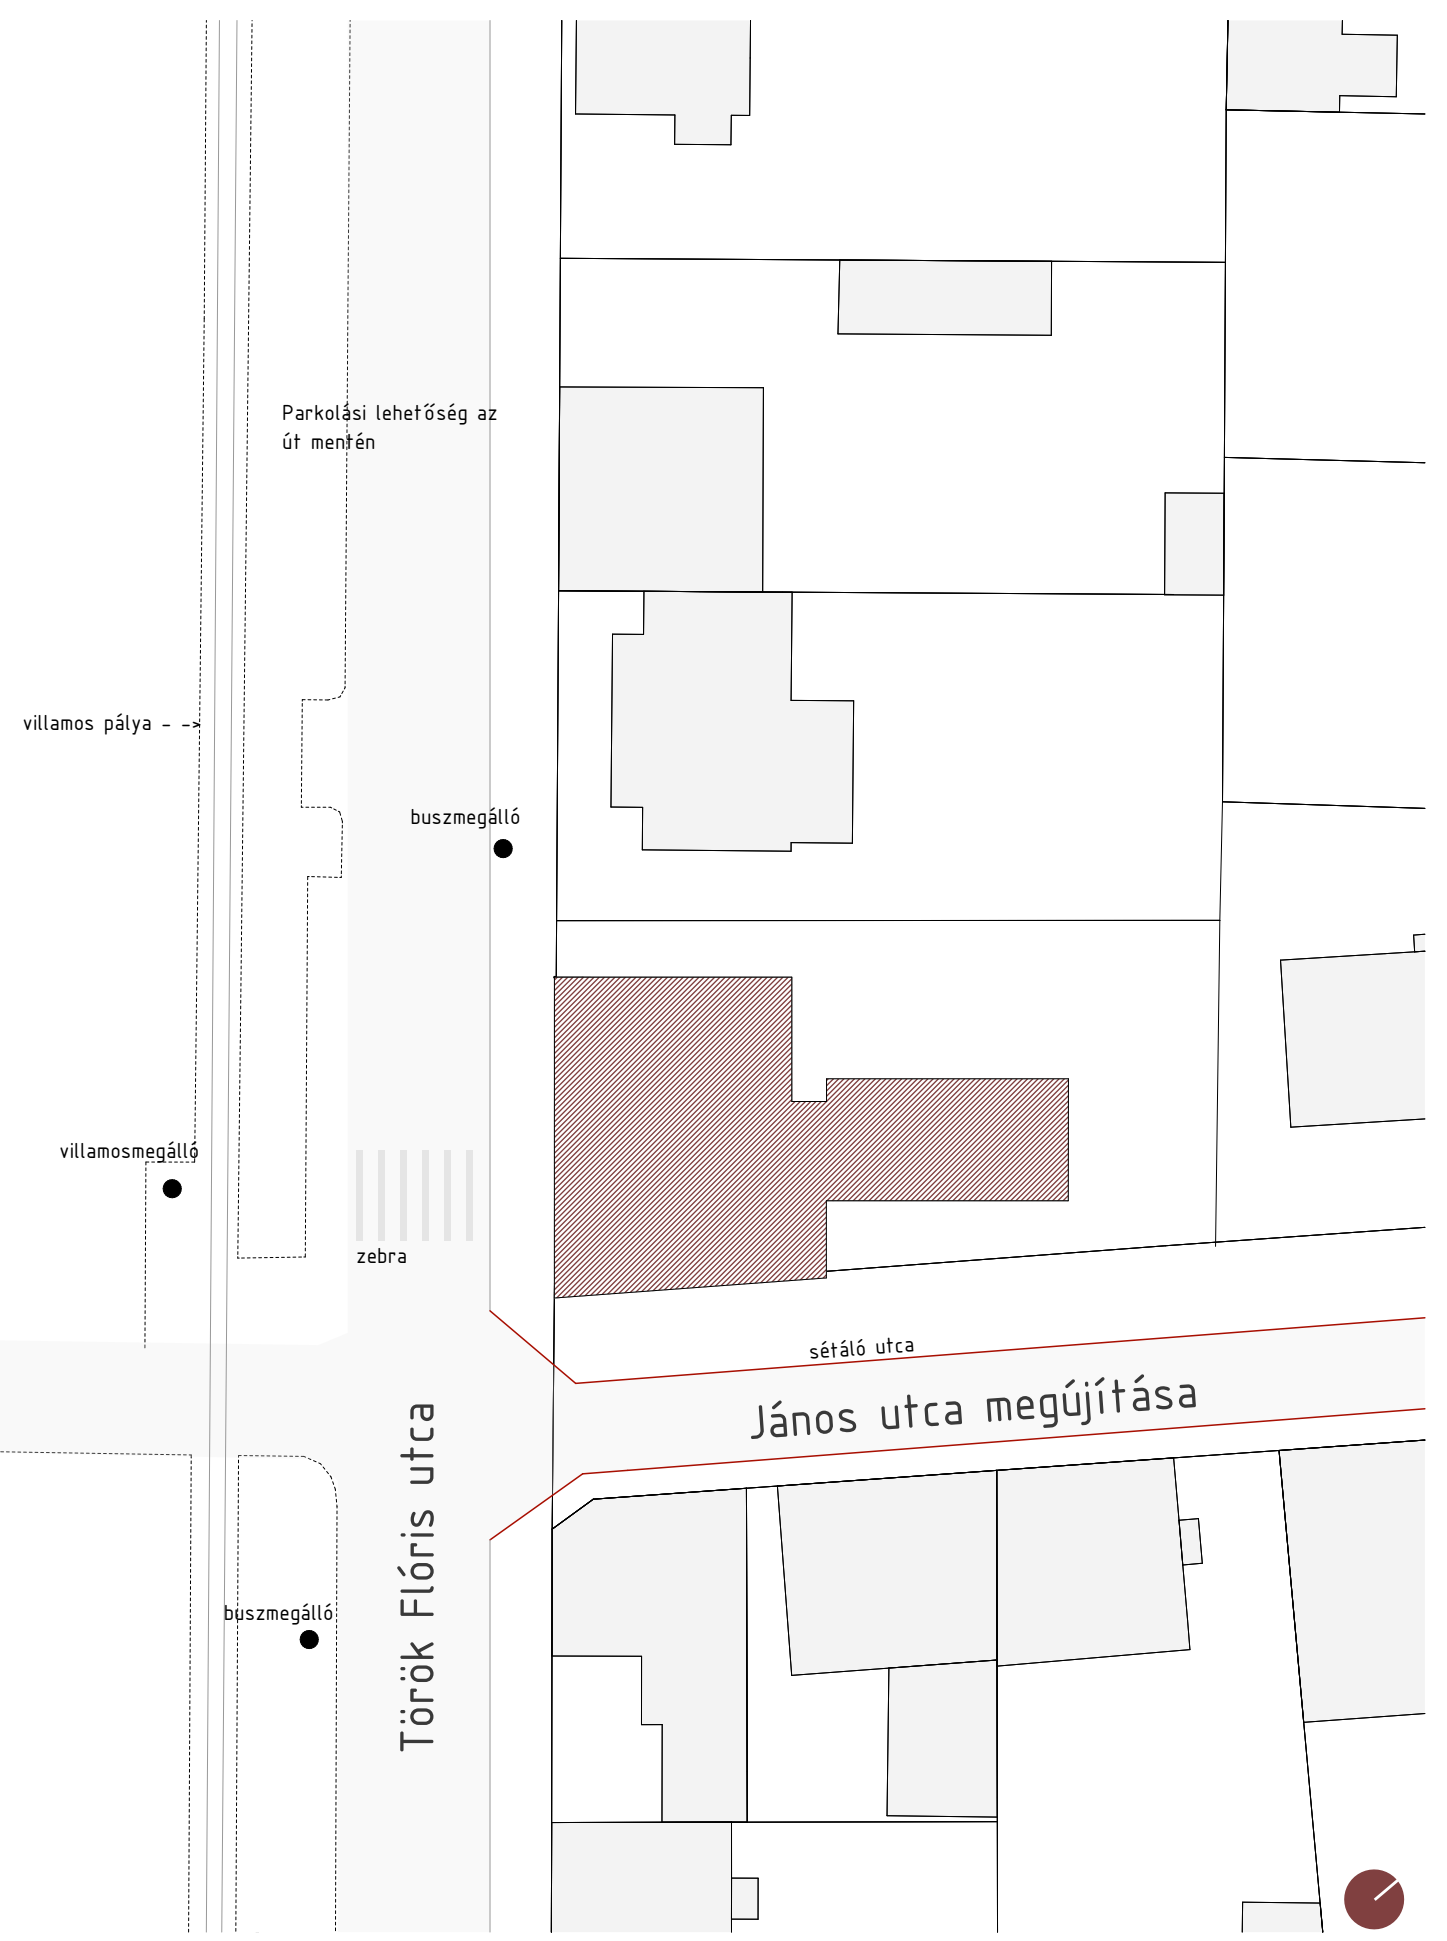 Parkolási lehetőség az
út mentén
villamos pálya - ->
buszmegálló
villamosmegálló
zebra
sétáló utca
János utca megújítása
Török Flóris utca
buszmegálló